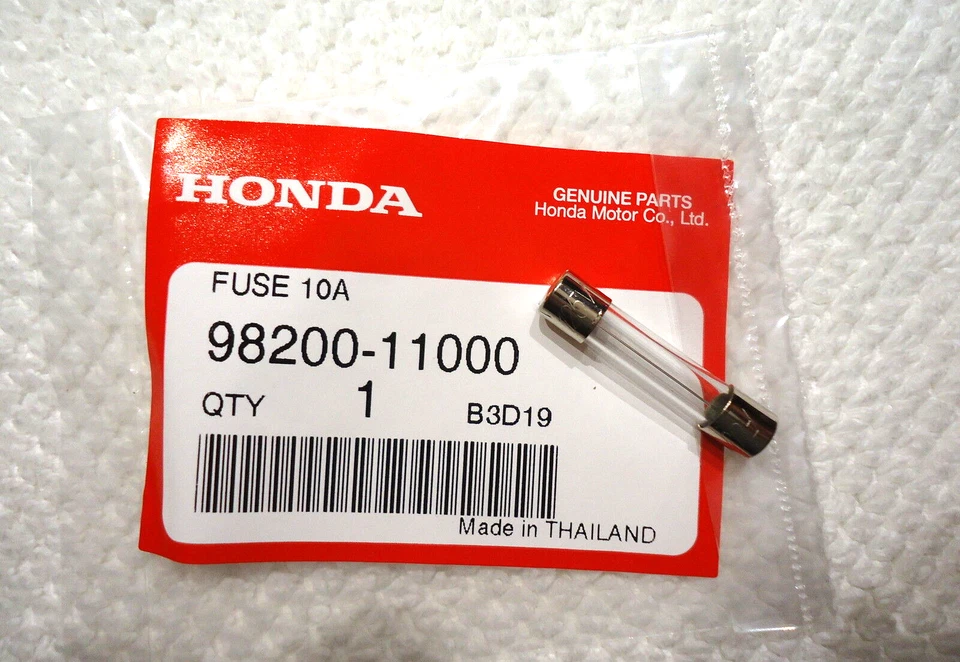 HONDA
GENUINE PARTS
Honda Motor Co., Ltd.
FUSE 10A
98200-11000
QTY 1 B3D19
Made in THAILAND